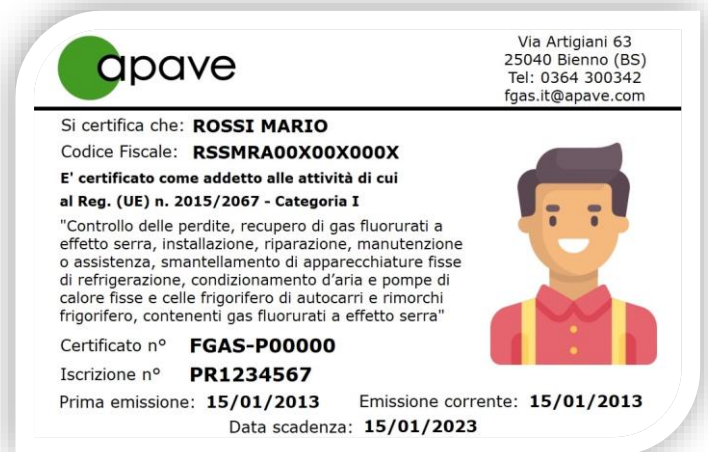 apave
Via Artigiani 63
25040 Bienno (BS)
Tel: 0364 300342
fgas.it@apave.com
Si certifica che: ROSSI MARIO
Codice Fiscale: RSSMRA00X00X000X
E' certificato come addetto alle attività di cui
al Reg. (UE) n. 2015/2067 - Categoria I
"Controllo delle perdite, recupero di gas fluorurati a
effetto serra, installazione, riparazione, manutenzione
o assistenza, smantellamento di apparecchiature fisse
di refrigerazione, condizionamento d’aria e pompe di
calore fisse e celle frigorifero di autocarri e rimorchi
frigorifero, contenenti gas fluorurati a effetto serra"
Certificato nº FGAS-P00000
Iscrizione nº PR1234567
Prima emissione: 15/01/2013 Emissione corrente: 15/01/2013
Data scadenza: 15/01/2023